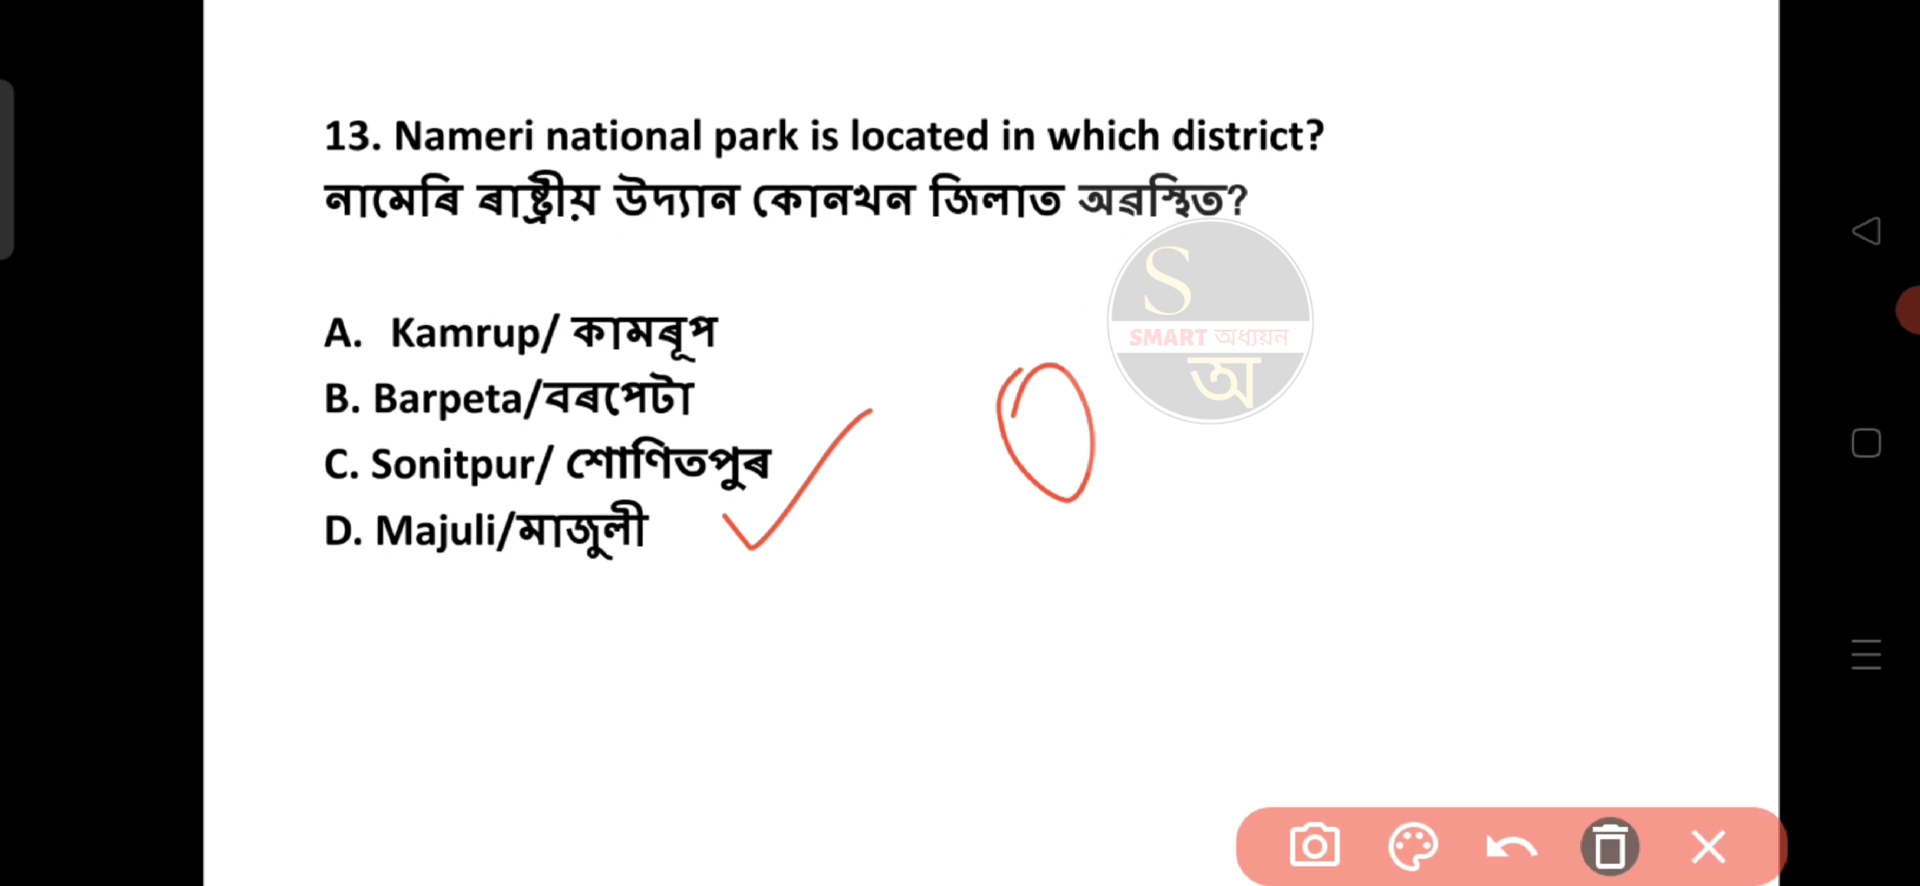 13. Nameri national park is located in which district?
নামেৰি ৰাষ্ট্ৰীয় উদ্যান কোনখন জিলাত অৱস্থিত?
S
SMART অধ্যয়ন
অ
A. Kamrup/ কামৰূপ
B. Barpeta/বৰপেটা
C. Sonitpur/ শোণিতপুৰ
D. Majuli/মাজুলী